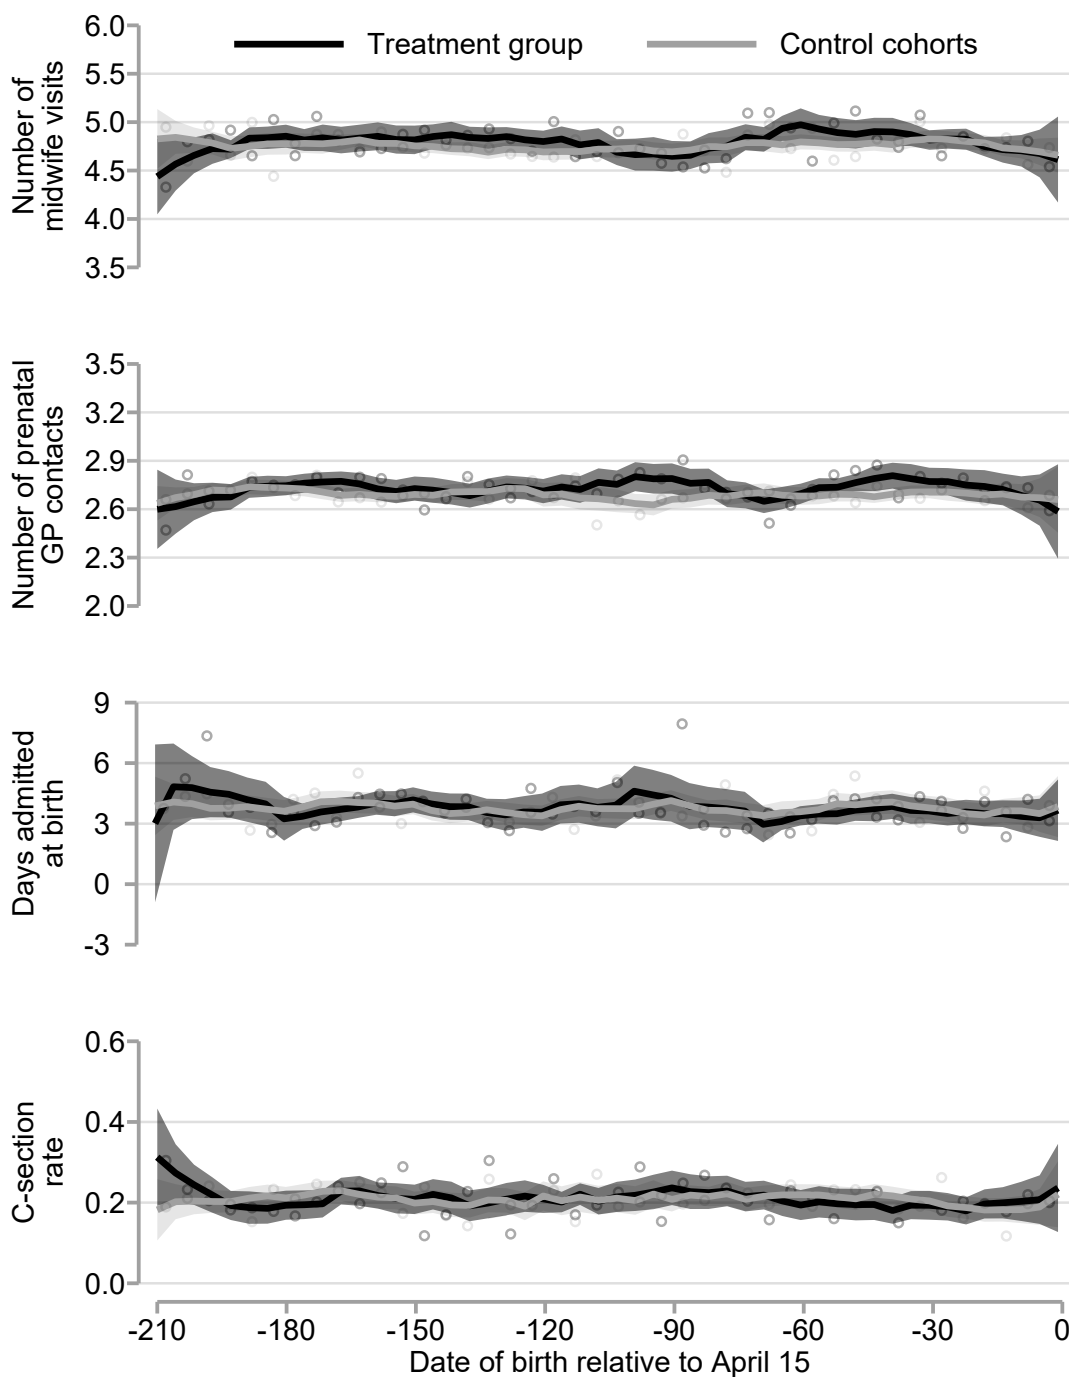 Treatment group
Control cohorts
Number of
midwife visits
6.0
5.5
5.0
4.5
4.0
3.5
Number of prenatal
GP contacts
3.5
3.2
2.9
2.6
2.3
2.0
Days admitted
at birth
9
6
3
0
-3
C-section
rate
0.6
0.4
0.2
0.0
-210
-180
-150
-120
-90
-60
-30
0
Date of birth relative to April 15